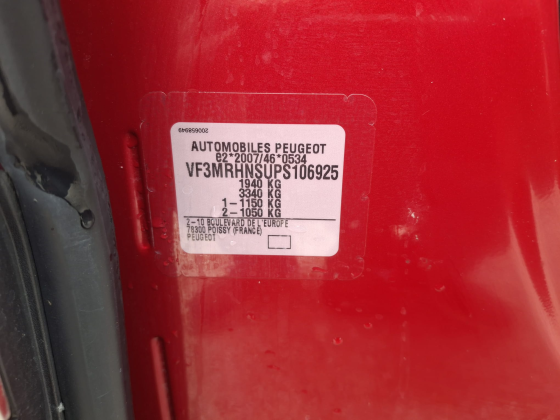 200658949
AUTOMOBILES PEUGEOT
e2*2007/46*0534
VF3MRHNSUPS106925
1940 KG
3340 KG
1-1150 KG
2-1050 KG
2-10 BOULEVARD DE L'EUROPE
78300 POISSY (FRANCE)
PEUGEOT